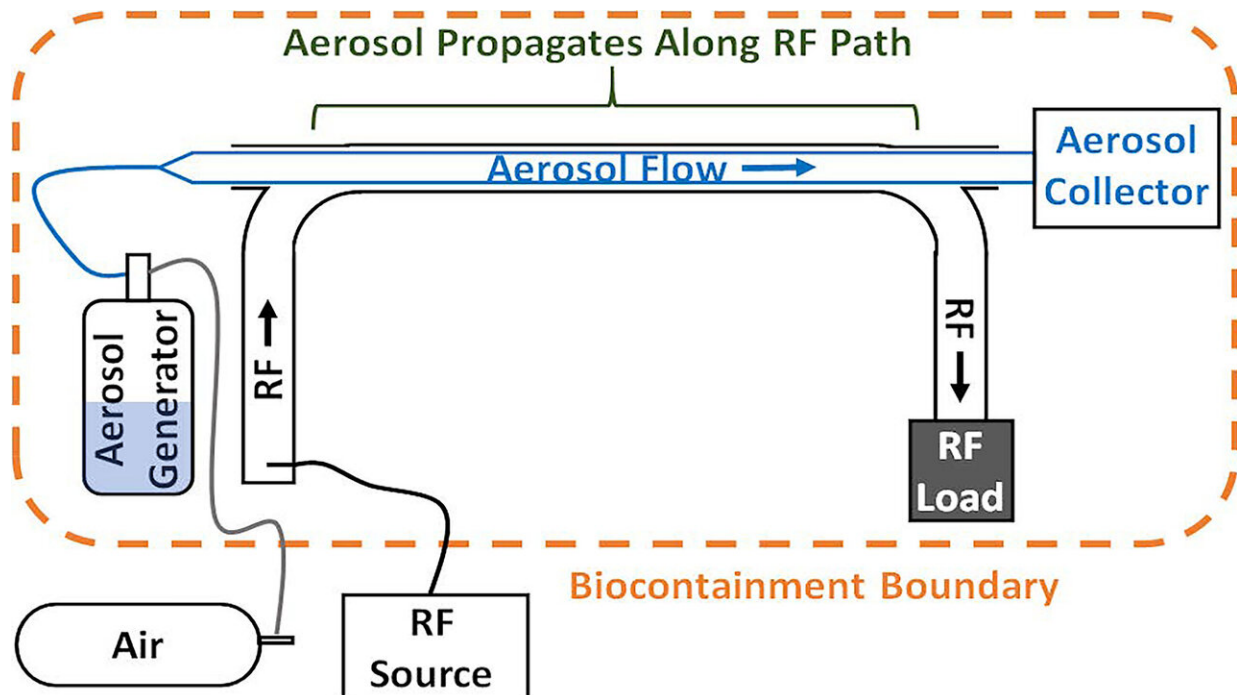 Aerosol Propagates Along RF Path
Aerosol Flow
Aerosol
Collector
Aerosol
Generator
RF
RF
RF
Load
Biocontainment Boundary
Air
RF
Source